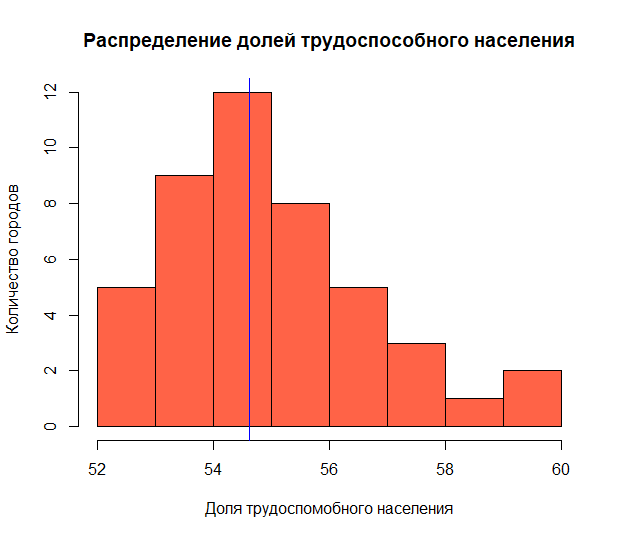 Распределение долей трудоспособного населения
Количество городов
12
10
8
6
4
2
0
52 54 56 58 60
Доля трудоспомобного населения